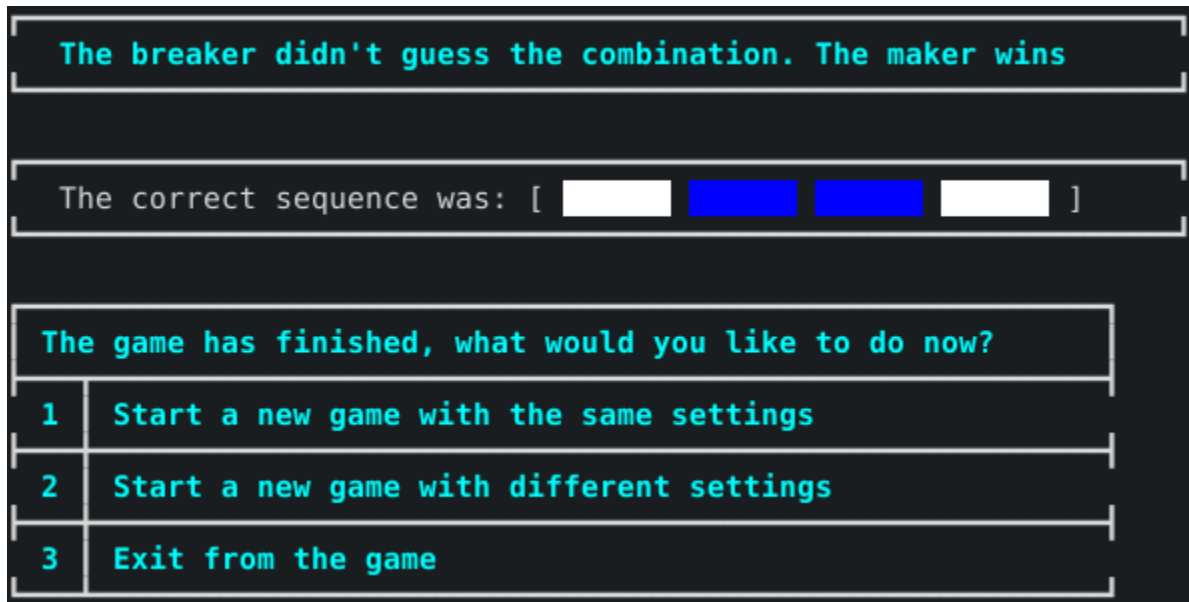 The breaker didn't guess the combination. The maker wins
The correct sequence was: [ ]
The game has finished, what would you like to do now?
1 Start a new game with the same settings
2 Start a new game with different settings
3 Exit from the game